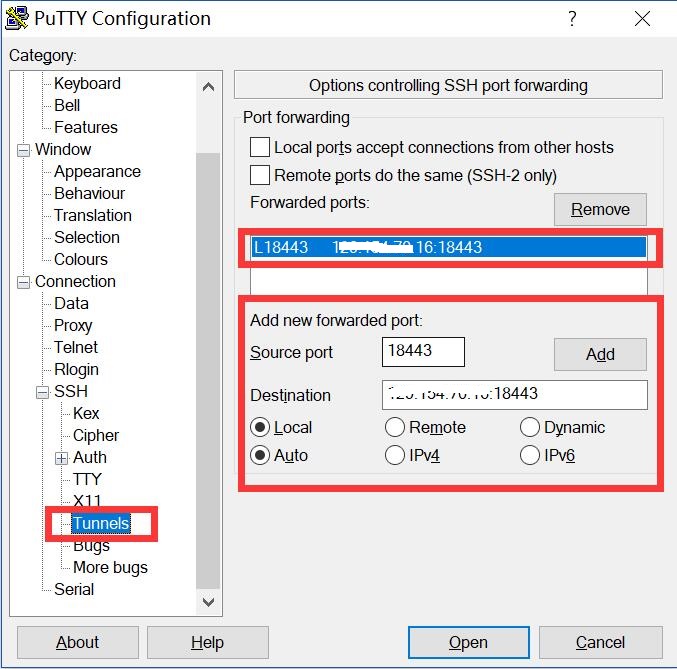 PuTTY Configuration
?
Category:
Keyboard
Bell
Features
Window
Appearance
Behaviour
Translation
Selection
Colours
Connection
Data
Proxy
Telnet
Rlogin
SSH
Kex
Cipher
Auth
TTY
X11
Tunnels
Bugs
More bugs
Serial
Options controlling SSH port forwarding
Port forwarding
Local ports accept connections from other hosts
Remote ports do the same (SSH-2 only)
Forwarded ports:
Remove
L18443 16:18443
Add new forwarded port:
Source port
18443
Add
Destination
:18443
Local
Remote
Dynamic
Auto
IPv4
IPv6
About
Help
Open
Cancel